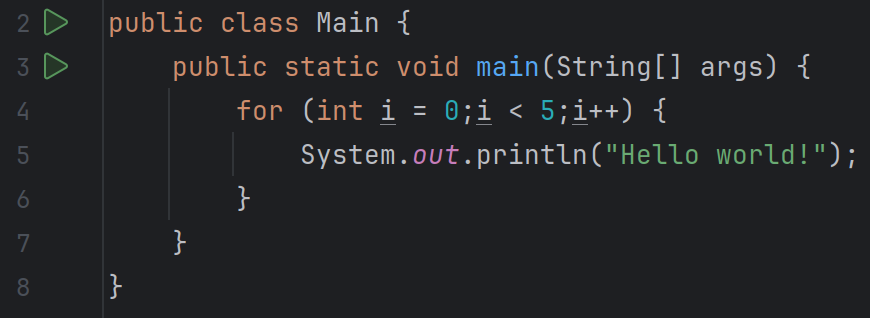 2 public class Main {
3 public static void main(String[] args) {
4 for (int i = 0;i < 5;i++) {
5 System.out.println("Hello world!");
6 }
7 }
8 }